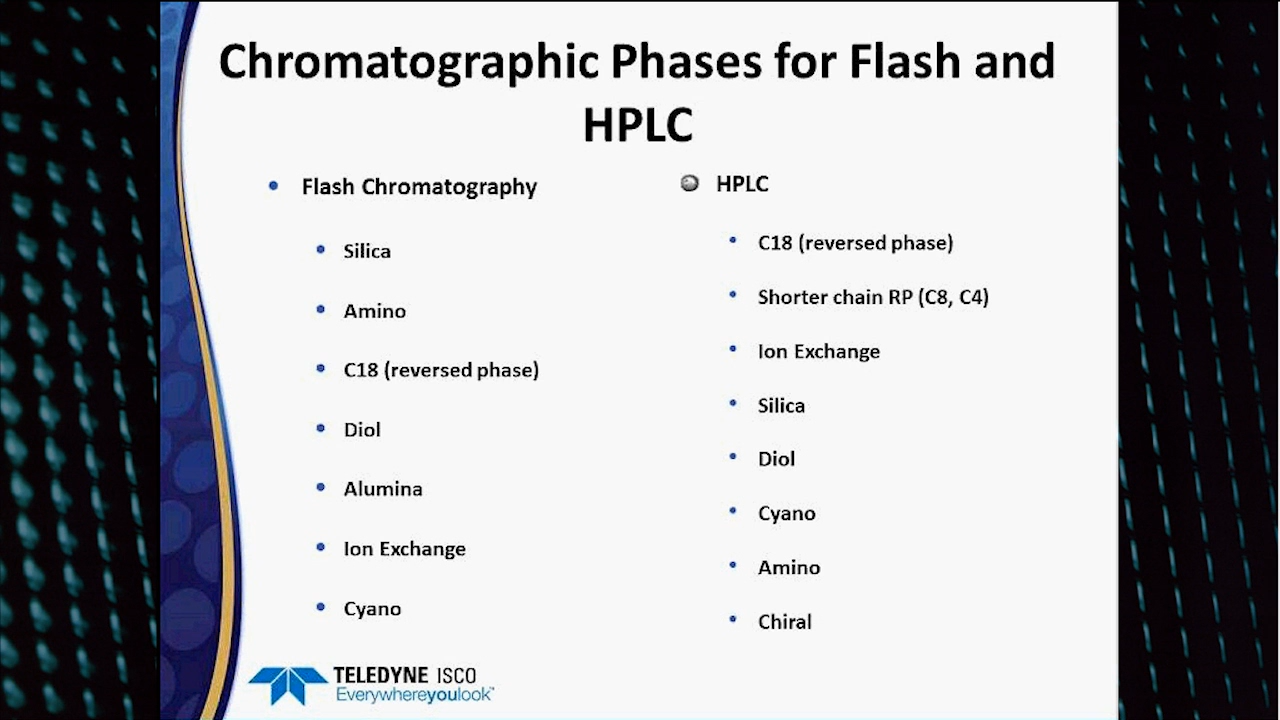 Chromatographic Phases for Flash and
HPLC
• Flash Chromatography
• Silica
• Amino
• C18 (reversed phase)
• Diol
• Alumina
• Ion Exchange
• Cyano
HPLC
• C18 (reversed phase)
• Shorter chain RP (C8, C4)
• Ion Exchange
• Silica
• Diol
• Cyano
• Amino
• Chiral
TELEDYNE ISCO
Everywhereyoulook™